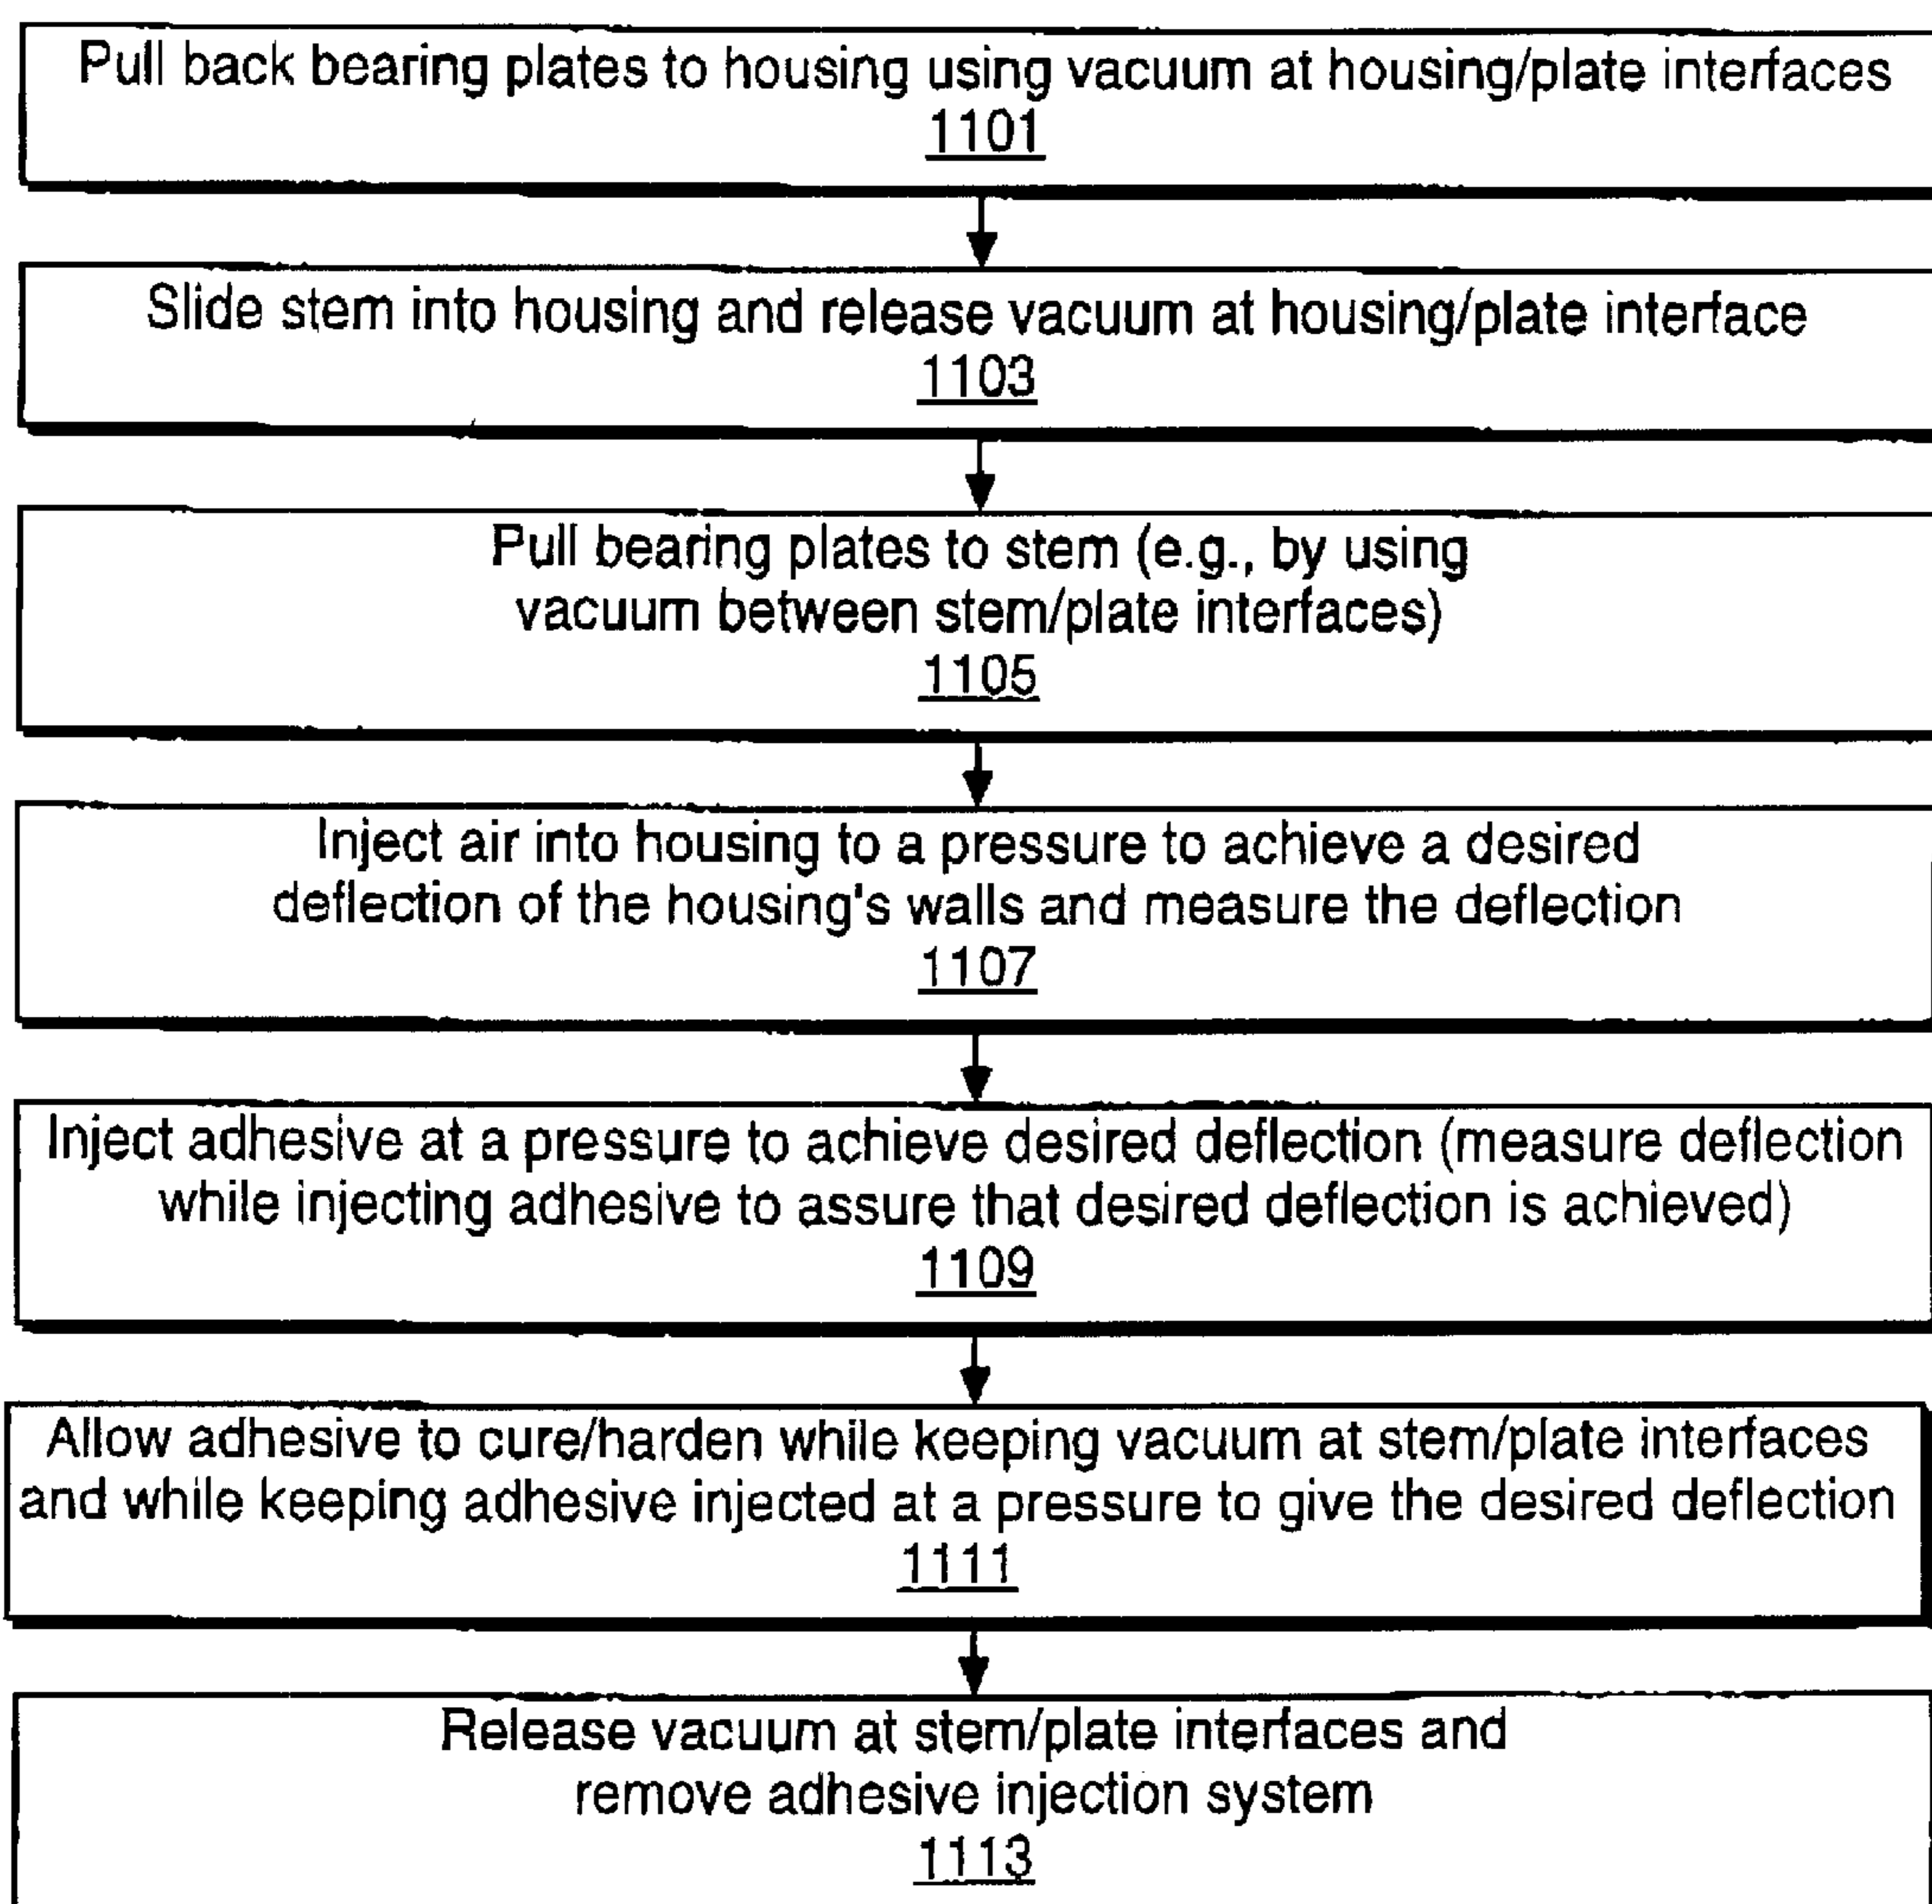 Pull back bearing plates to housing using vacuum at housing/plate interfaces
1101
Slide stem into housing and release vacuum at housing/plate interface
1103
Pull bearing plates to stem (e.g., by using
vacuum between stem/plate interfaces)
1105
Inject air into housing to a pressure to achieve a desired
deflection of the housing's walls and measure the deflection
1107
Inject adhesive at a pressure to achieve desired deflection (measure deflection
while injecting adhesive to assure that desired deflection is achieved)
1109
Allow adhesive to cure/harden while keeping vacuum at stem/plate interfaces
and while keeping adhesive injected at a pressure to give the desired deflection
1111
Release vacuum at stem/plate interfaces and
remove adhesive injection system
1113